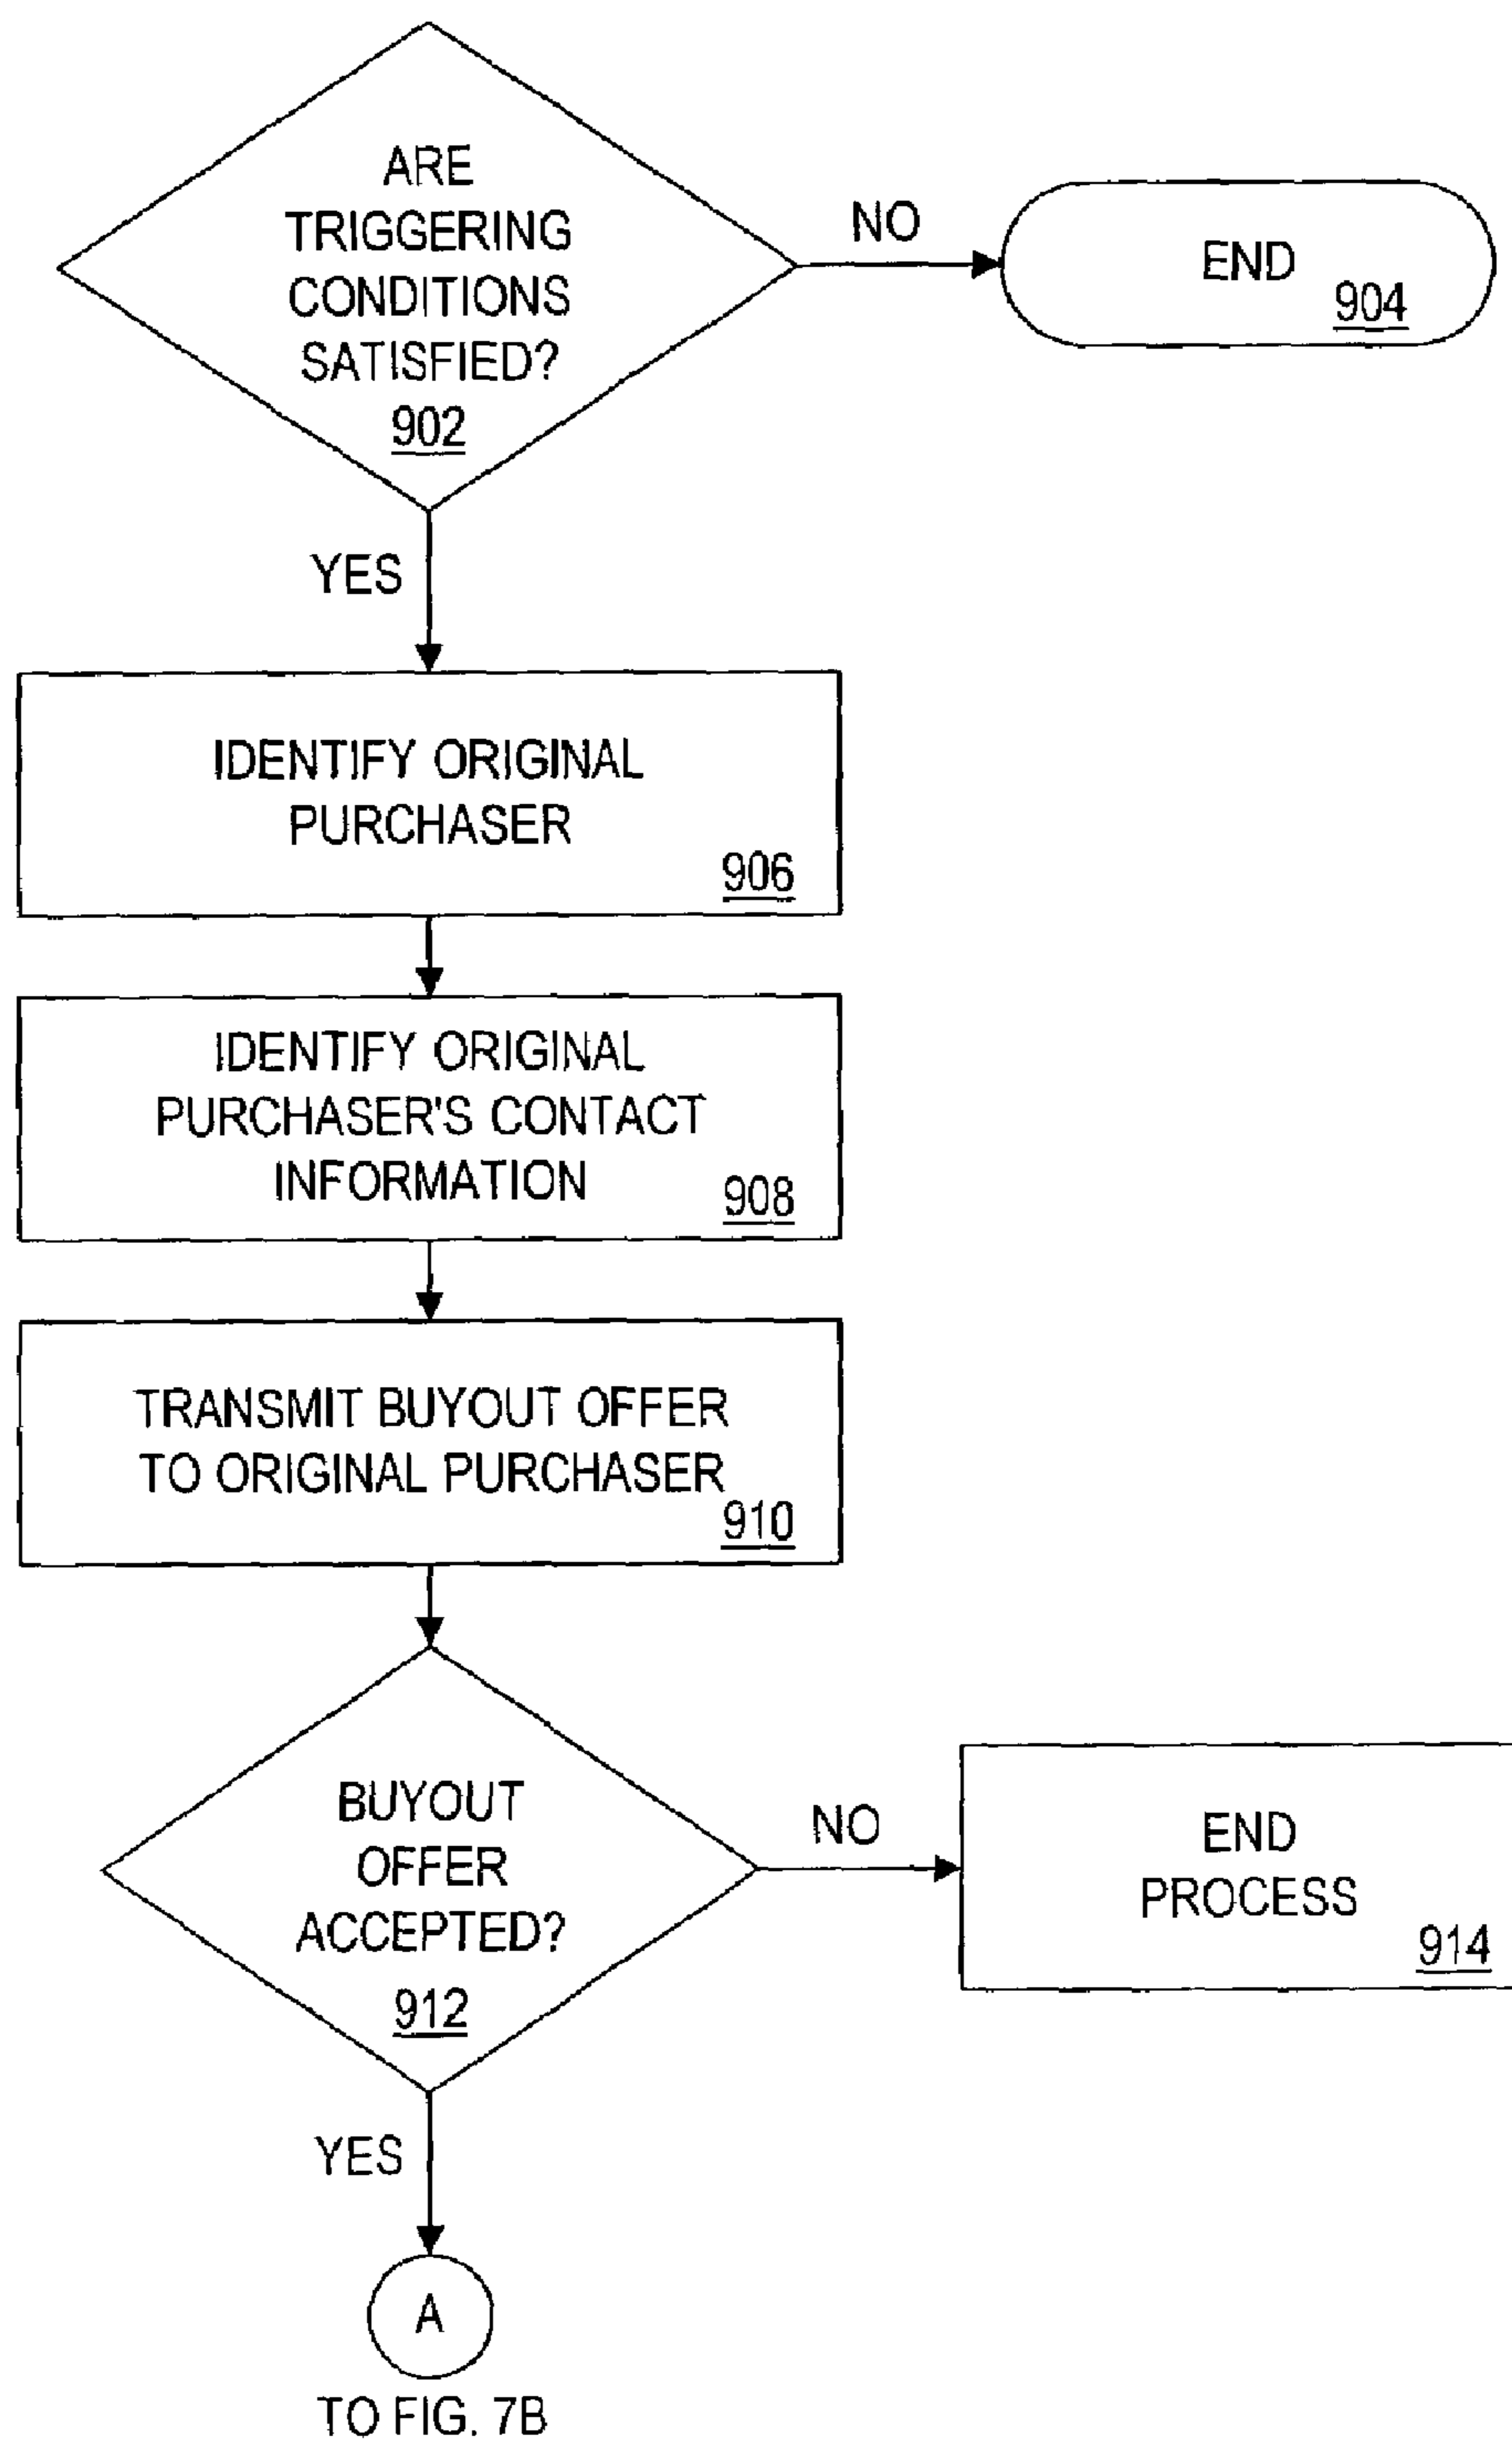 ARE
TRIGGERING
CONDITIONS
SATISFIED?
902
NO
END
904
YES
IDENTIFY ORIGINAL
PURCHASER
906
IDENTIFY ORIGINAL
PURCHASER'S CONTACT
INFORMATION
908
TRANSMIT BUYOUT OFFER
TO ORIGINAL PURCHASER
910
BUYOUT
OFFER
ACCEPTED?
912
NO
END
PROCESS
914
YES
A
TO FIG. 7B